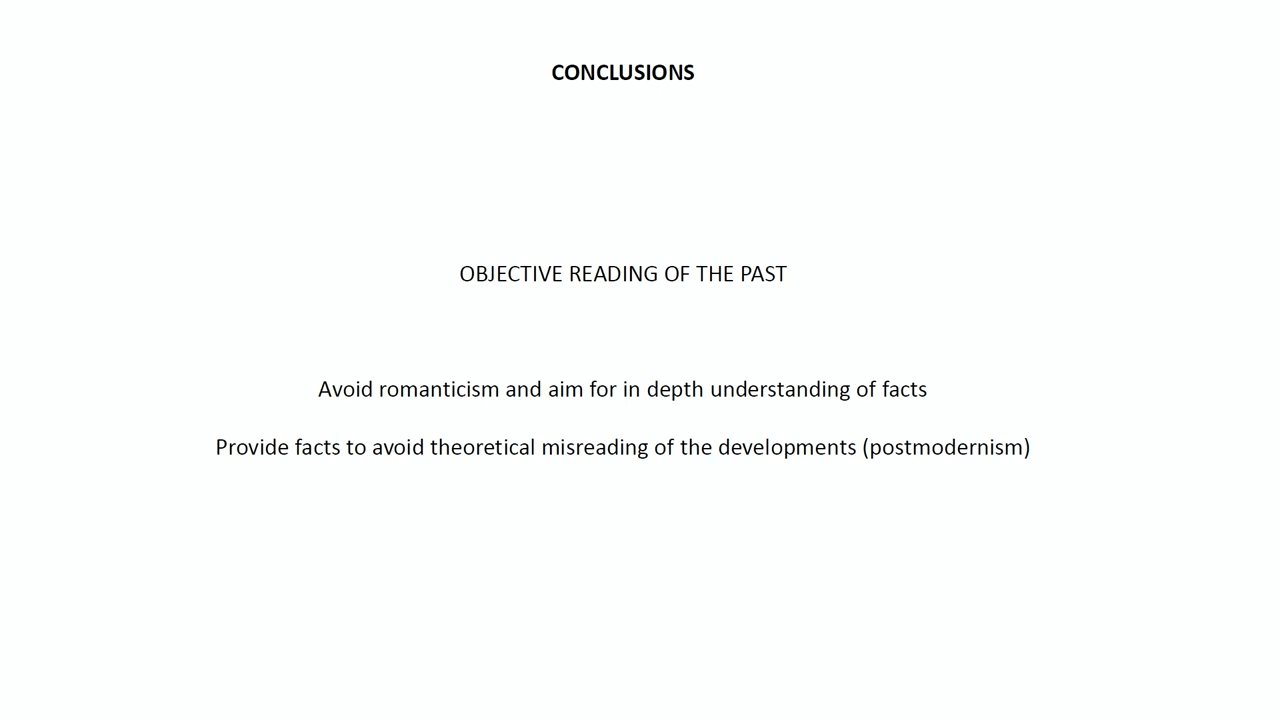 CONCLUSIONS
OBJECTIVE READING OF THE PAST
Avoid romanticism and aim for in depth understanding of facts
Provide facts to avoid theoretical misreading of the developments (postmodernism)